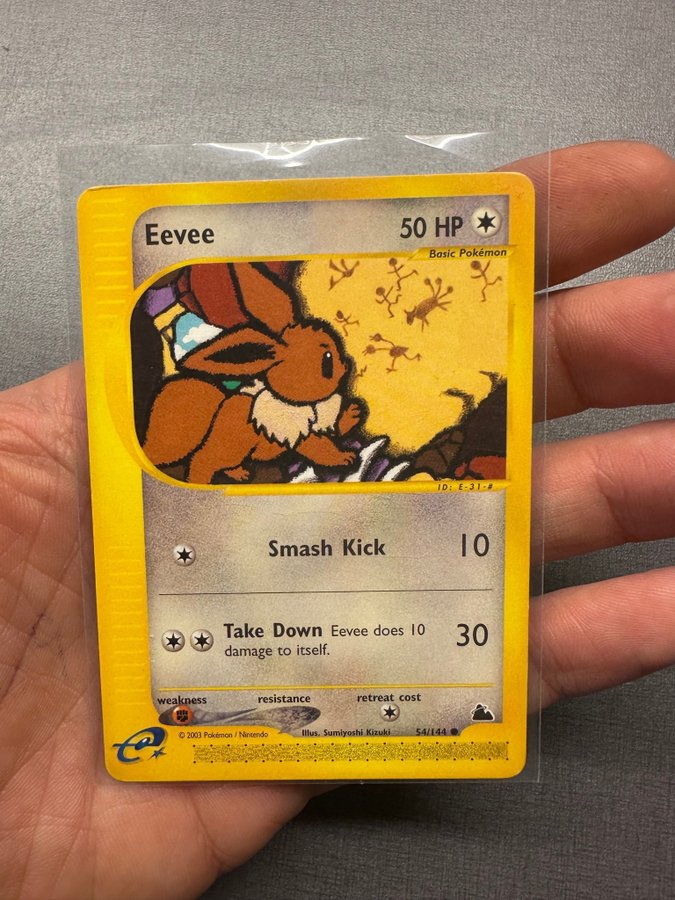 Eevee 50 HP
Basic Pokémon
ID: E-31-#
Smash Kick 10
Take Down Eevee does 10 30
damage to itself.
weakness resistance retreat cost
Illus. Sumiyoshi Kizuki 54/144
© 2003 Pokémon / Nintendo
e